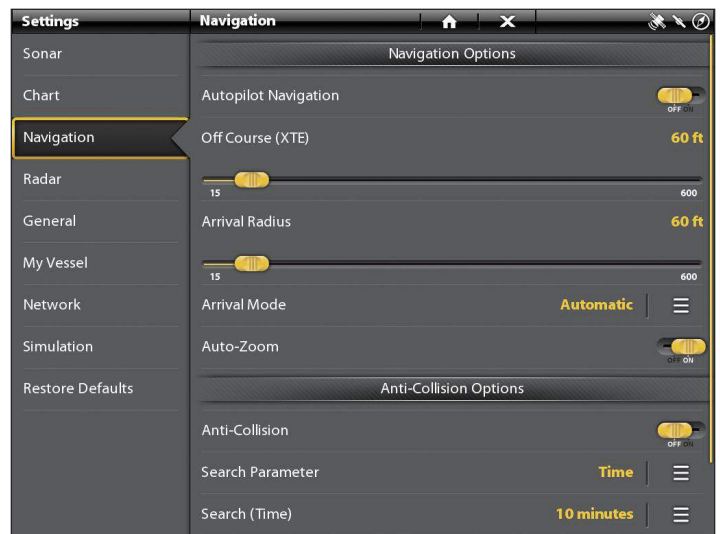 Settings
Navigation
Sonar
Chart
Navigation
Radar
General
My Vessel
Network
Simulation
Restore Defaults
Navigation Options
Autopilot Navigation
OFF ON
Off Course (XTE) 60 ft
15 600
Arrival Radius 60 ft
15 600
Arrival Mode Automatic
Auto-Zoom
OFF ON
Anti-Collision Options
Anti-Collision
OFF ON
Search Parameter Time
Search (Time) 10 minutes